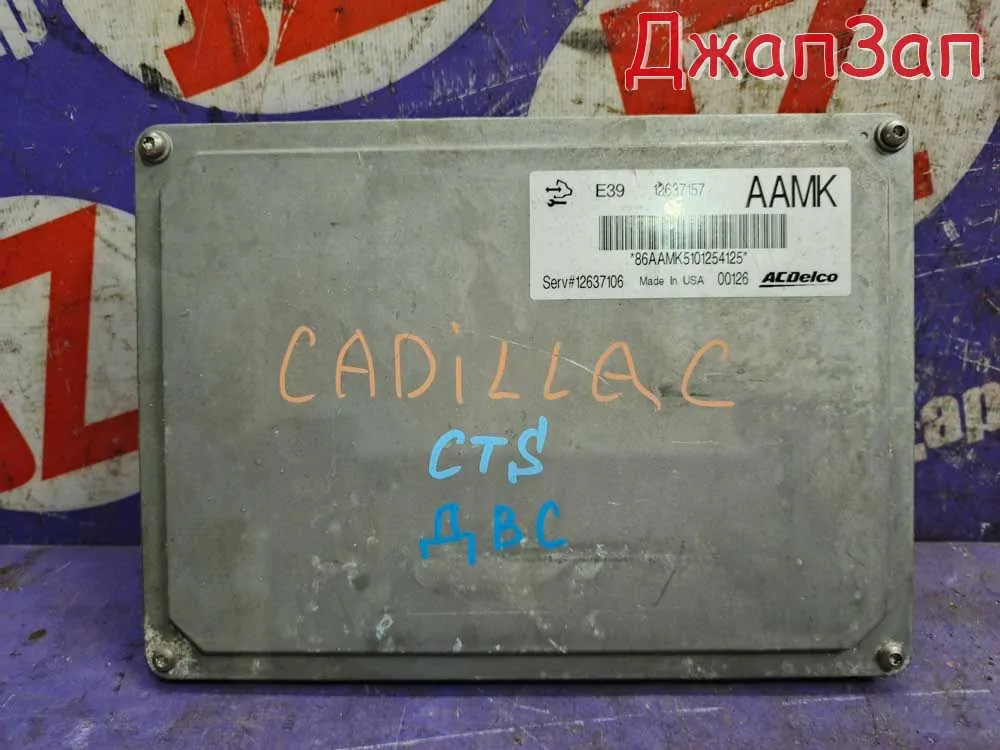 ДжапЗап
E39 12637157 AAMK
*86AAMK5101254125*
Serv#12637106 Made In USA 00126 ACDelco
CADiLLAC
CTS
ДВС